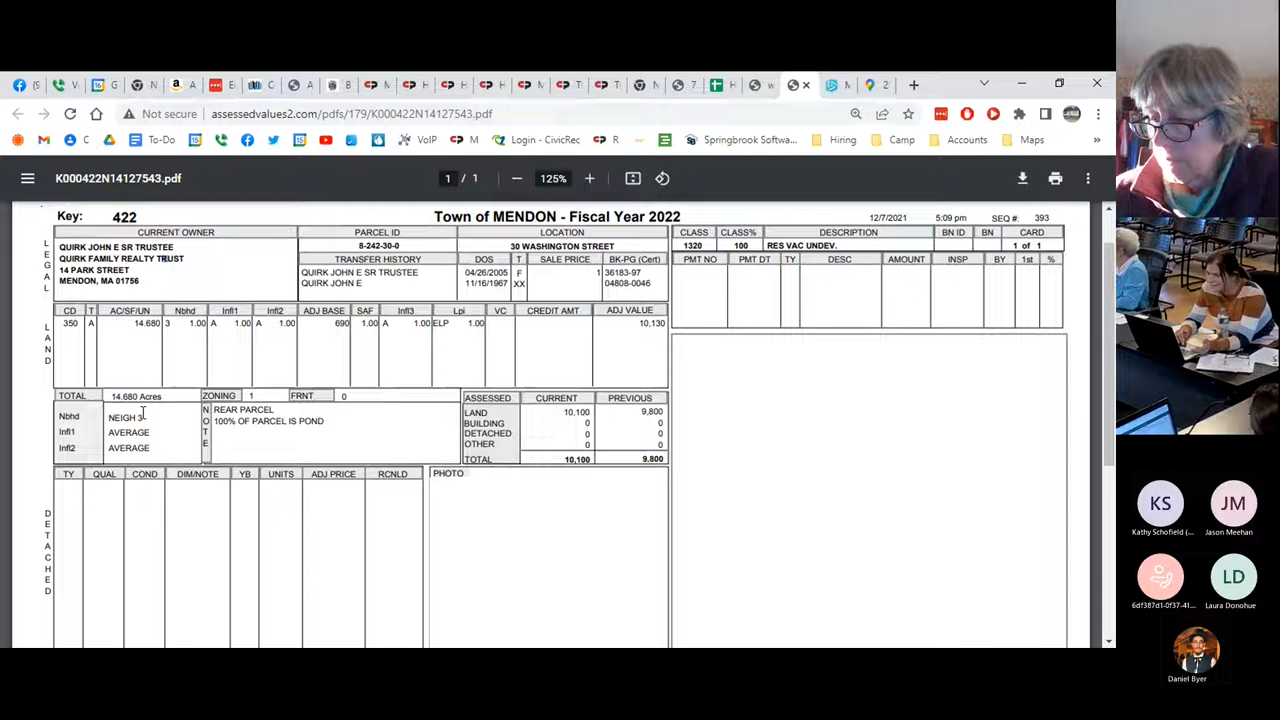 Not secure assessedvalues2.com/pdfs/179/K000422N14127543.pdf
To-Do VoIP Login - CivicRec Springbrook Softwa... Hiring Camp Accounts Maps
K000422N14127543.pdf 1 / 1 125%
Key: 422 Town of MENDON - Fiscal Year 2022 12/7/2021 5:09 pm SEQ #: 393
LEGAL
CURRENT OWNER PARCEL ID LOCATION CLASS CLASS% DESCRIPTION BN ID BN CARD
QUIRK JOHN E SR TRUSTEE 8-242-30-0 30 WASHINGTON STREET 1320 100 RES VAC UNDEV. 1 of 1
QUIRK FAMILY REALTY TRUST TRANSFER HISTORY DOS T SALE PRICE BK-PG (Cert) PMT NO PMT DT TY DESC AMOUNT INSP BY 1st %
14 PARK STREET QUIRK JOHN E SR TRUSTEE 04/26/2005 F 1 36183-97
MENDON, MA 01756 QUIRK JOHN E 11/16/1967 XX 04808-0046
LAND
CD T AC/SF/UN Nbhd Infl1 Infl2 ADJ BASE SAF Infl3 Lpi VC CREDIT AMT ADJ VALUE
350 A 14.680 3 1.00 A 1.00 A 1.00 690 1.00 A 1.00 ELP 1.00 10,130
TOTAL 14.680 Acres ZONING 1 FRNT 0 ASSESSED CURRENT PREVIOUS
Nbhd NEIGH 3 NOTE REAR PARCEL LAND 10,100 9,800
100% OF PARCEL IS POND BUILDING 0 0
Infl1 AVERAGE DETACHED 0 0
Infl2 AVERAGE OTHER 0 0
TOTAL 10,100 9,800
TY QUAL COND DIM/NOTE YB UNITS ADJ PRICE RCNLD PHOTO
DETACHED
KS JM
Kathy Schofield (... Jason Meehan
LD
6df387d1-0f37-41... Laura Donohue
Daniel Byer